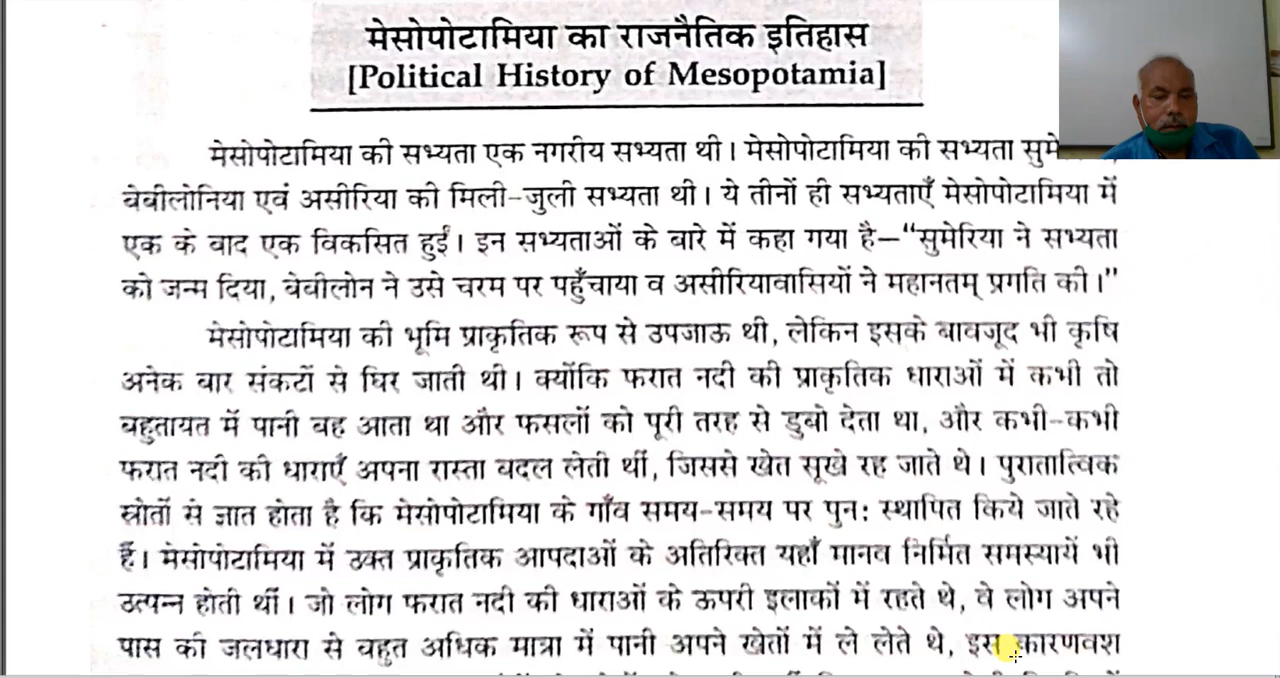 मेसोपोटामिया का राजनैतिक इतिहास
[Political History of Mesopotamia]
मेसोपोटामिया की सभ्यता एक नगरीय सभ्यता थी। मेसोपोटामिया की सभ्यता
बेबीलोनिया एवं असीरिया की मिली-जुली सभ्यता थी। ये तीनों ही सभ्यताएँ मेसोपोटामिया में
एक के बाद एक विकसित हुईं। इन सभ्यताओं के बारे में कहा गया है—“सुमेरिया ने सभ्यता
को जन्म दिया, बेबीलोन ने उसे चरम पर पहुँचाया व असीरियावासियों ने महानतम् प्रगति की।”
मेसोपोटामिया की भूमि प्राकृतिक रूप से उपजाऊ थी, लेकिन इसके बावजूद भी कृषि
अनेक बार संकटों से घिर जाती थी। क्योंकि फरात नदी की प्राकृतिक धाराओं में कभी तो
बहुतायत में पानी बह आता था और फसलों को पूरी तरह से डुबो देता था, और कभी-कभी
फरात नदी की धाराएँ अपना रास्ता बदल लेती थीं, जिससे खेत सूखे रह जाते थे। पुरातात्विक
स्रोतों से ज्ञात होता है कि मेसोपोटामिया के गाँव समय-समय पर पुन: स्थापित किये जाते रहे
हैं। मेसोपोटामिया में उक्त प्राकृतिक आपदाओं के अतिरिक्त यहाँ मानव निर्मित समस्यायें भी
उत्पन्न होती थीं। जो लोग फरात नदी की धाराओं के ऊपरी इलाकों में रहते थे, वे लोग अपने
पास की जलधारा से बहुत अधिक मात्रा में पानी अपने खेतों में ले लेते थे, इस कारणवश